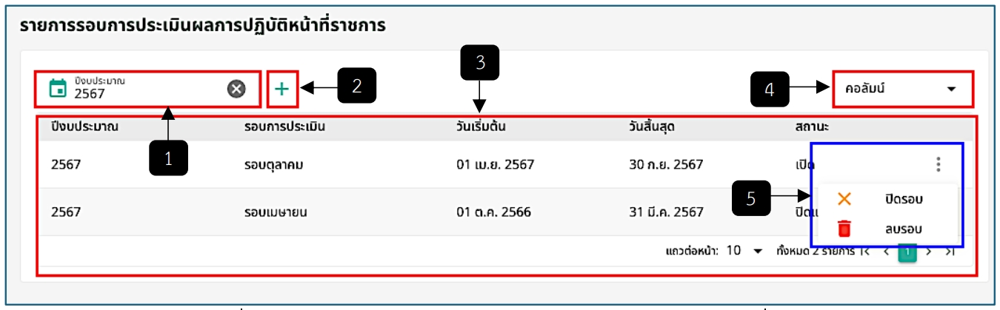 รายการรอบการประเมินผลการปฏิบัติหน้าที่ราชการ
3
ปีงบประมาณ
2567
2
4
คอลัมน์
ปีงบประมาณ รอบการประเมิน วันเริ่มต้น วันสิ้นสุด สถานะ
1
2567 รอบตุลาคม 01 เม.ย. 2567 30 ก.ย. 2567 เปิด
5
ปิดรอบ
2567 รอบเมษายน 01 ต.ค. 2566 31 มี.ค. 2567
ลบรอบ
แถวต่อหน้า: 10 ทั้งหมด 2 รายการ 1